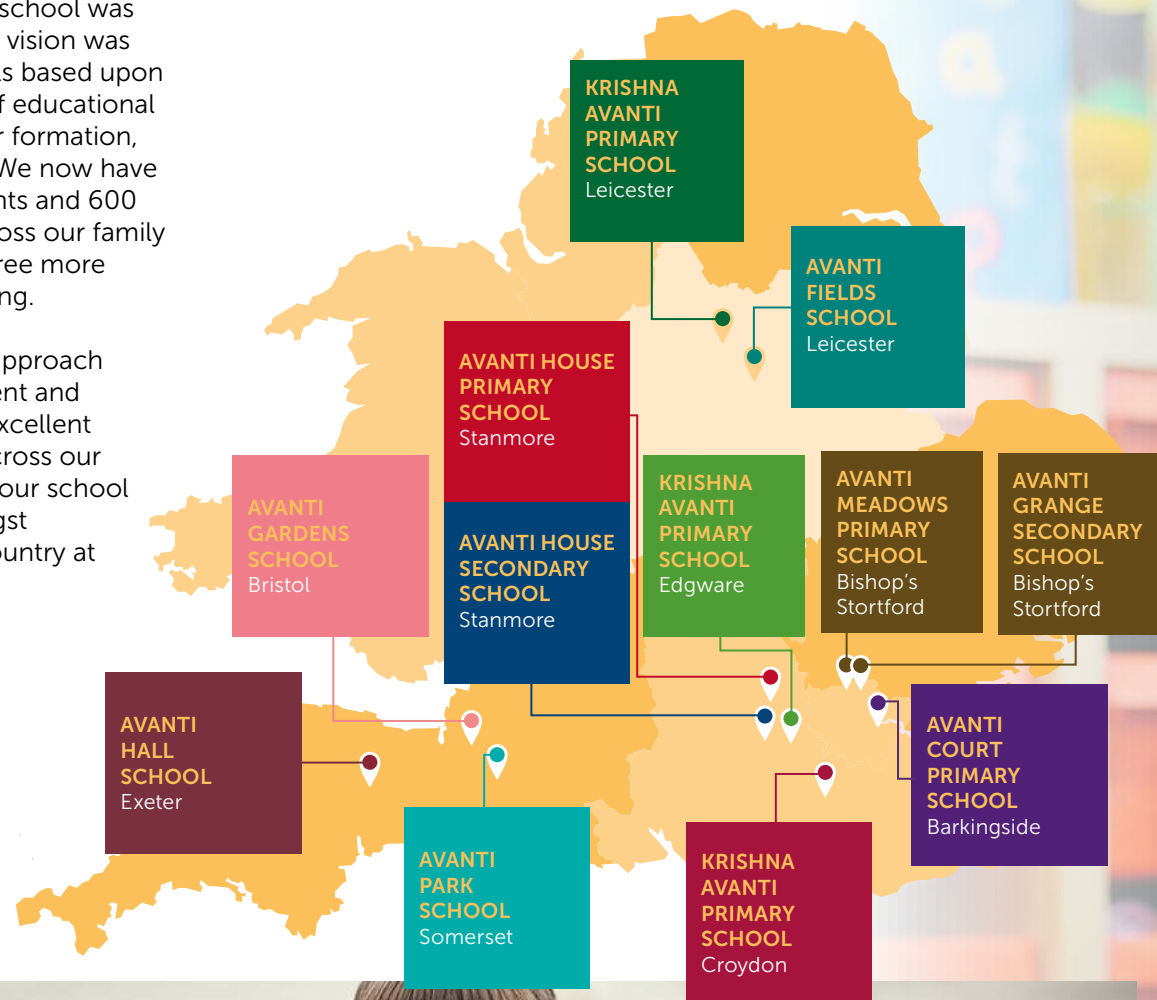 school was
vision was
s based upon
f educational
r formation,
We now have
nts and 600
oss our family
ree more
ng.
pproach
ent and
xcellent
cross our
our school
gst
ountry at
KRISHNA
AVANTI
PRIMARY
SCHOOL
Leicester
AVANTI
FIELDS
SCHOOL
Leicester
AVANTI HOUSE
PRIMARY
SCHOOL
Stanmore
AVANTI
GARDENS
SCHOOL
Bristol
AVANTI HOUSE
SECONDARY
SCHOOL
Stanmore
KRISHNA
AVANTI
PRIMARY
SCHOOL
Edgware
AVANTI
MEADOWS
PRIMARY
SCHOOL
Bishop's
Stortford
AVANTI
GRANGE
SECONDARY
SCHOOL
Bishop's
Stortford
AVANTI
HALL
SCHOOL
Exeter
AVANTI
PARK
SCHOOL
Somerset
KRISHNA
AVANTI
PRIMARY
SCHOOL
Croydon
AVANTI
COURT
PRIMARY
SCHOOL
Barkingside